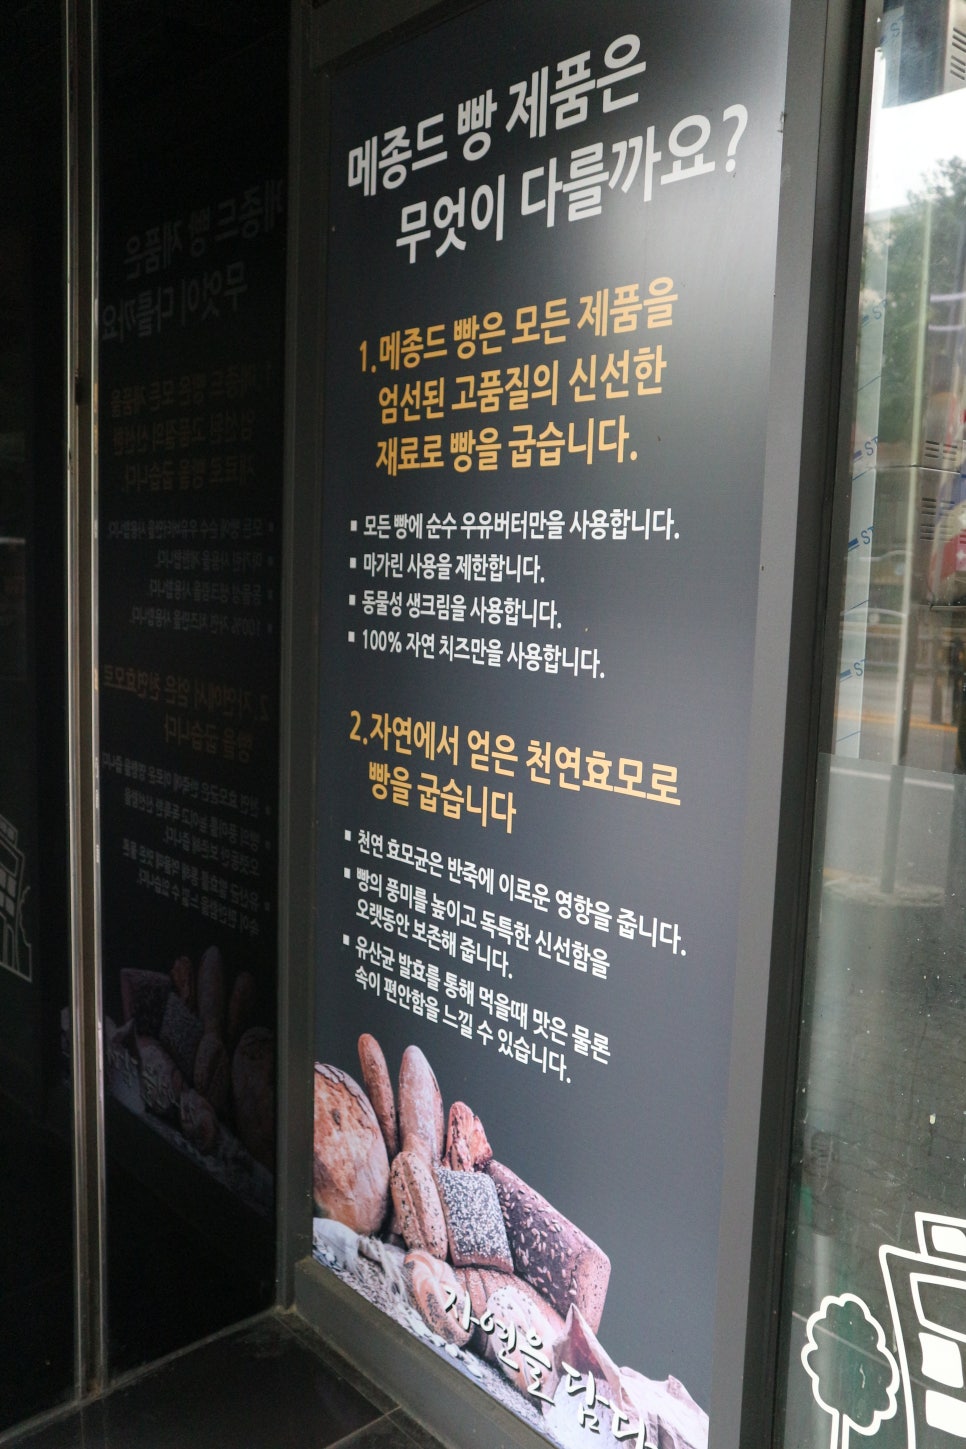 메종드 빵 제품은
무엇이 다를까요?
1. 메종드 빵은 모든 제품을
엄선된 고품질의 신선한
재료로 빵을 굽습니다.
▪ 모든 빵에 순수 우유버터만을 사용합니다.
▪ 마가린 사용을 제한합니다.
▪ 동물성 생크림을 사용합니다.
▪ 100% 자연 치즈만을 사용합니다.
2. 자연에서 얻은 천연효모로
빵을 굽습니다
▪ 천연 효모균은 반죽에 이로운 영향을 줍니다.
▪ 빵의 풍미를 높이고 독특한 신선함을
오랫동안 보존해 줍니다.
▪ 유산균 발효를 통해 먹을때 맛은 물론
속이 편안함을 느낄 수 있습니다.
자연을 담다